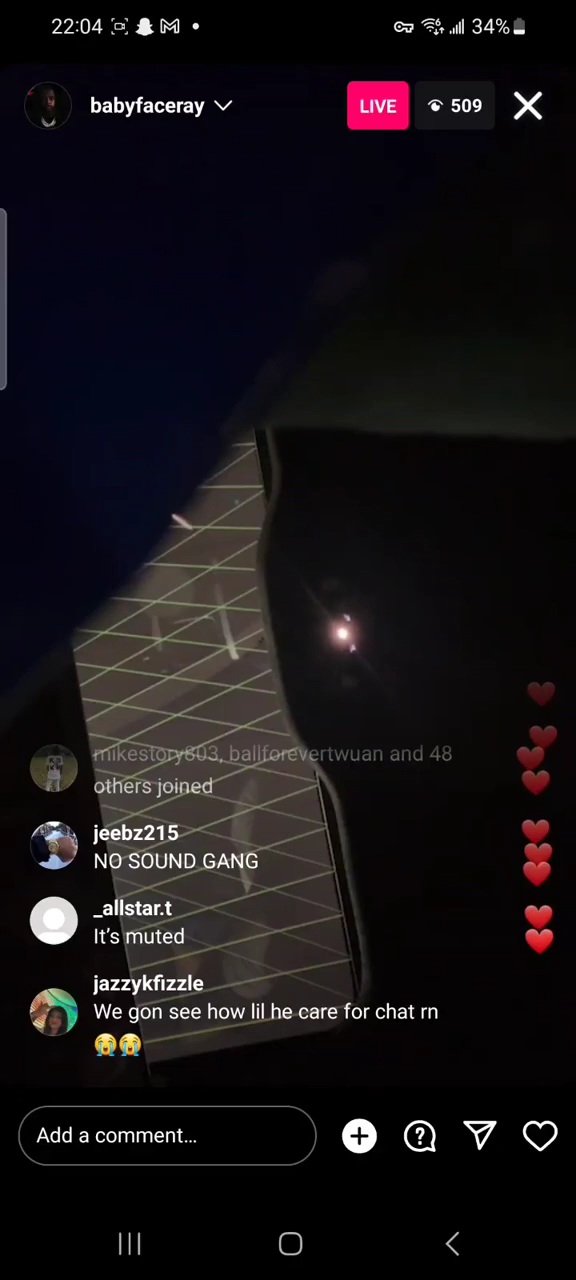 22:04
34%
babyfaceray
LIVE
509
mikestory803, ballforevertwuan and 48
others joined
jeebz215
NO SOUND GANG
_allstar.t
It’s muted
jazzykfizzle
We gon see how lil he care for chat rn
😭😭
Add a comment...